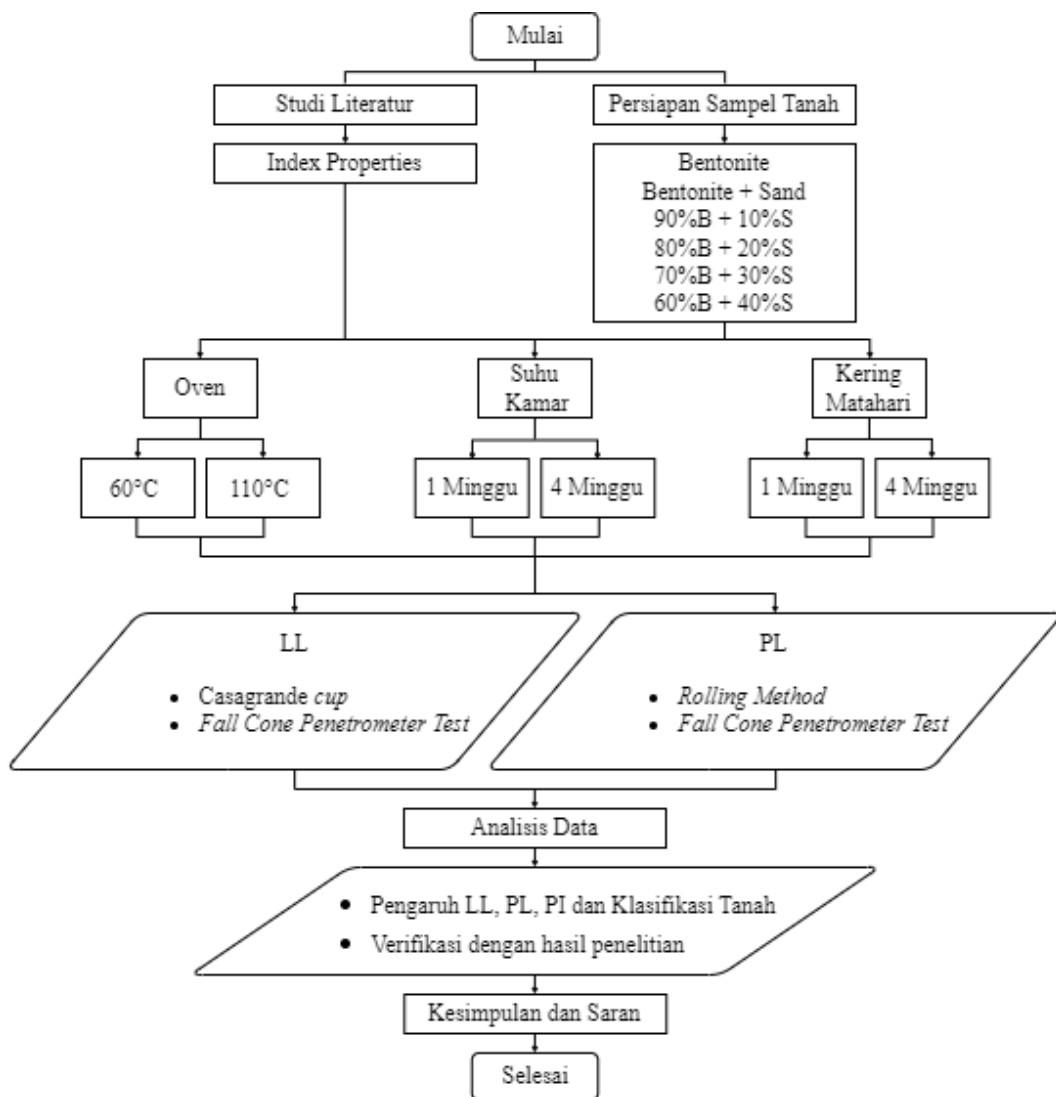 Mulai
Studi Literatur
Persiapan Sampel Tanah
Index Properties
Bentonite
Bentonite + Sand
90%B + 10%S
80%B + 20%S
70%B + 30%S
60%B + 40%S
Oven
Suhu
Kamar
Kering
Matahari
60°C
110°C
1 Minggu
4 Minggu
1 Minggu
4 Minggu
LL
• Casagrande cup
• Fall Cone Penetrometer Test
PL
• Rolling Method
• Fall Cone Penetrometer Test
Analisis Data
• Pengaruh LL, PL, PI dan Klasifikasi Tanah
• Verifikasi dengan hasil penelitian
Kesimpulan dan Saran
Selesai